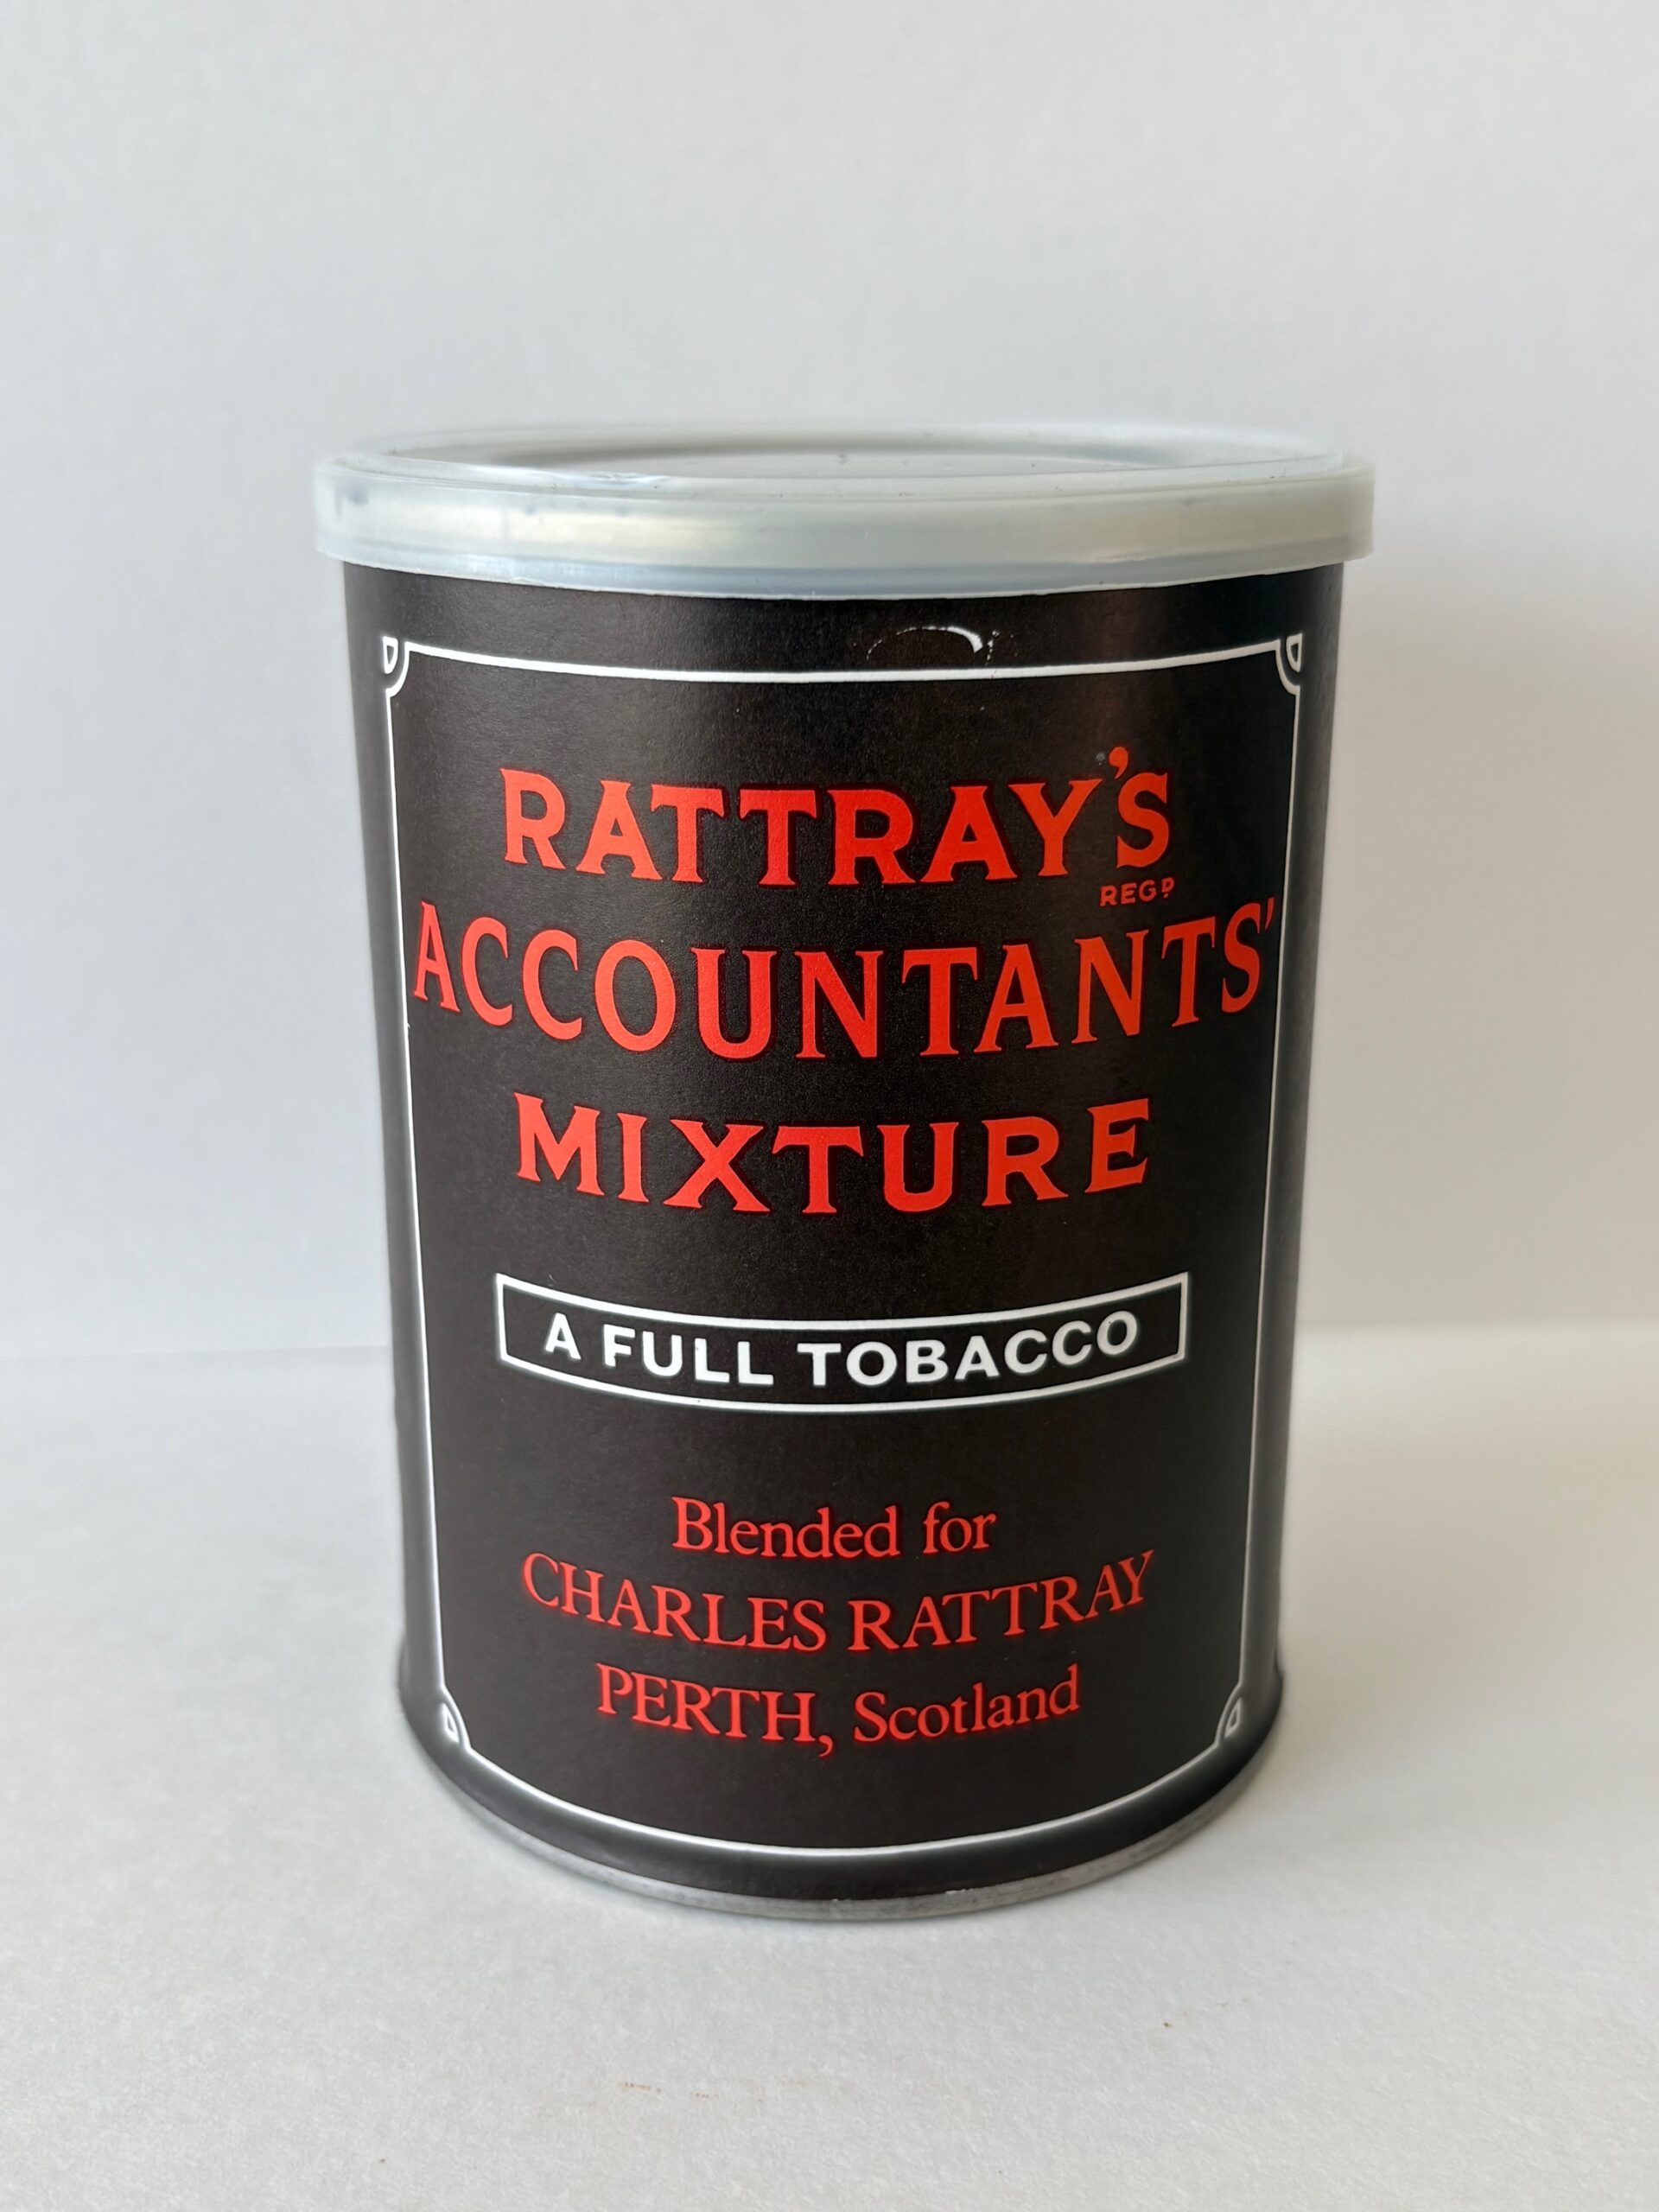 RATTRAY'S
REGD
ACCOUNTANTS'
MIXTURE
A FULL TOBACCO
Blended for
CHARLES RATTRAY
PERTH, Scotland